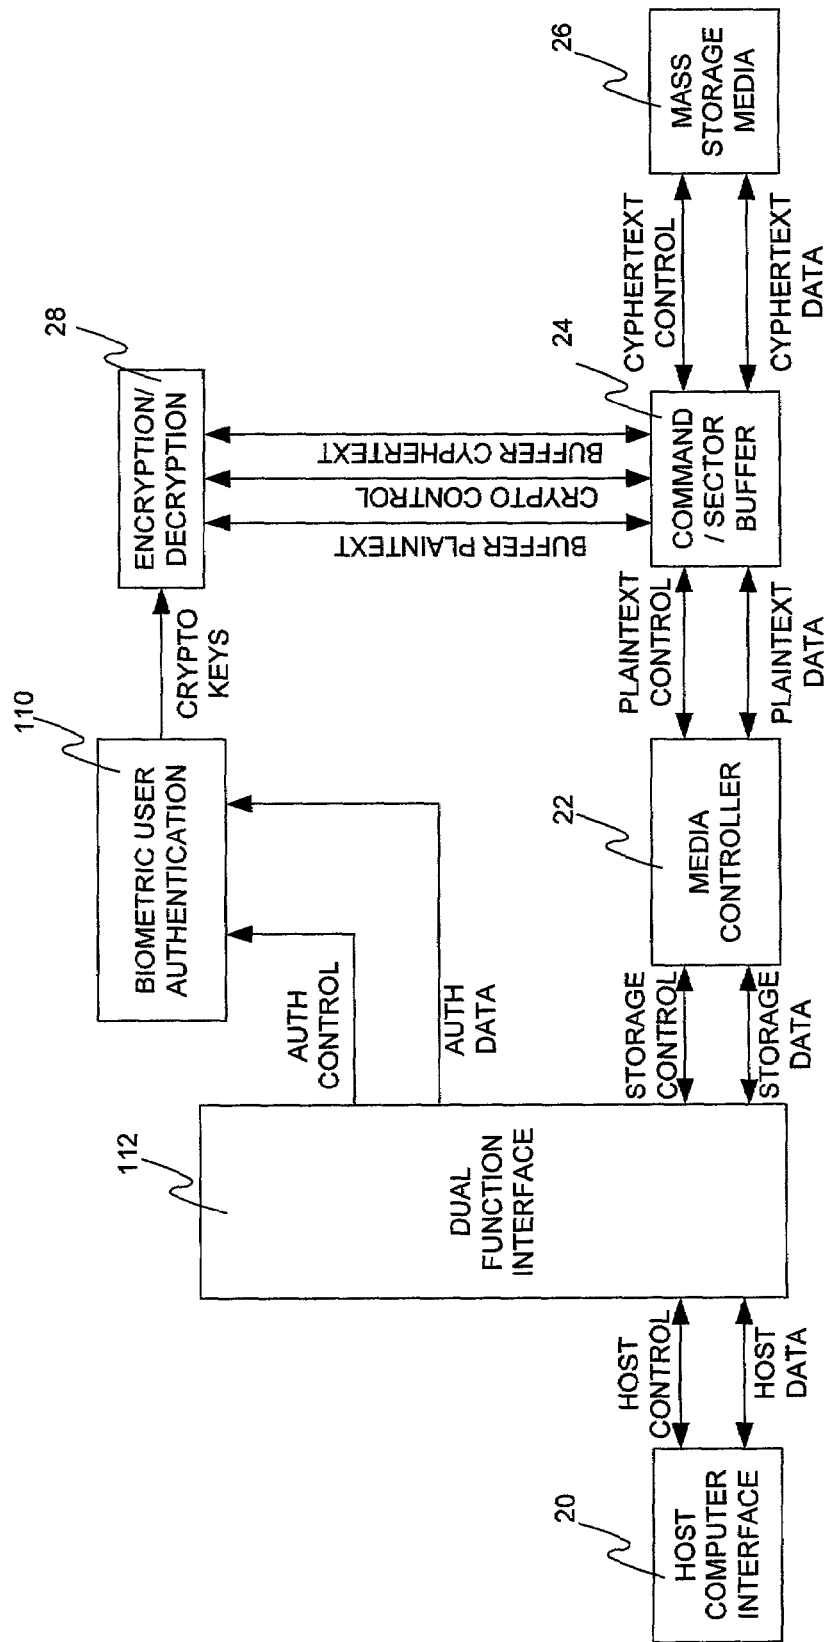 110
BIOMETRIC USER
AUTHENTICATION
CRYPTO
KEYS
28
ENCRYPTION/
DECRYPTION
112
DUAL
FUNCTION
INTERFACE
AUTH
CONTROL
AUTH
DATA
BUFFER PLAINTEXT
CRYPTO CONTROL
BUFFER CYPHERTEXT
20
HOST
COMPUTER
INTERFACE
HOST
CONTROL
HOST
DATA
STORAGE
CONTROL
STORAGE
DATA
22
MEDIA
CONTROLLER
PLAINTEXT
CONTROL
PLAINTEXT
DATA
24
COMMAND
/ SECTOR
BUFFER
CYPHERTEXT
CONTROL
CYPHERTEXT
DATA
26
MASS
STORAGE
MEDIA